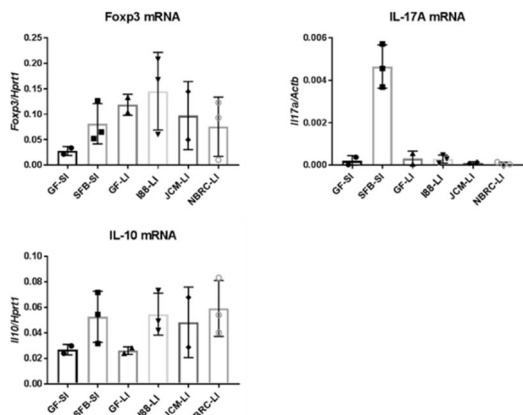 Foxp3 mRNA
Foxp3/Hprt1
0.25
0.20
0.15
0.10
0.05
0.00
GF-SI
SFB-SI
GF-LI
I88-LI
JCM-LI
NBRC-LI
IL-17A mRNA
Il17a/Actb
0.006
0.004
0.002
0.000
GF-SI
SFB-SI
GF-LI
I88-LI
JCM-LI
NBRC-LI
IL-10 mRNA
Il10/Hprt1
0.10
0.08
0.06
0.04
0.02
0.00
GF-SI
SFB-SI
GF-LI
I88-LI
JCM-LI
NBRC-LI